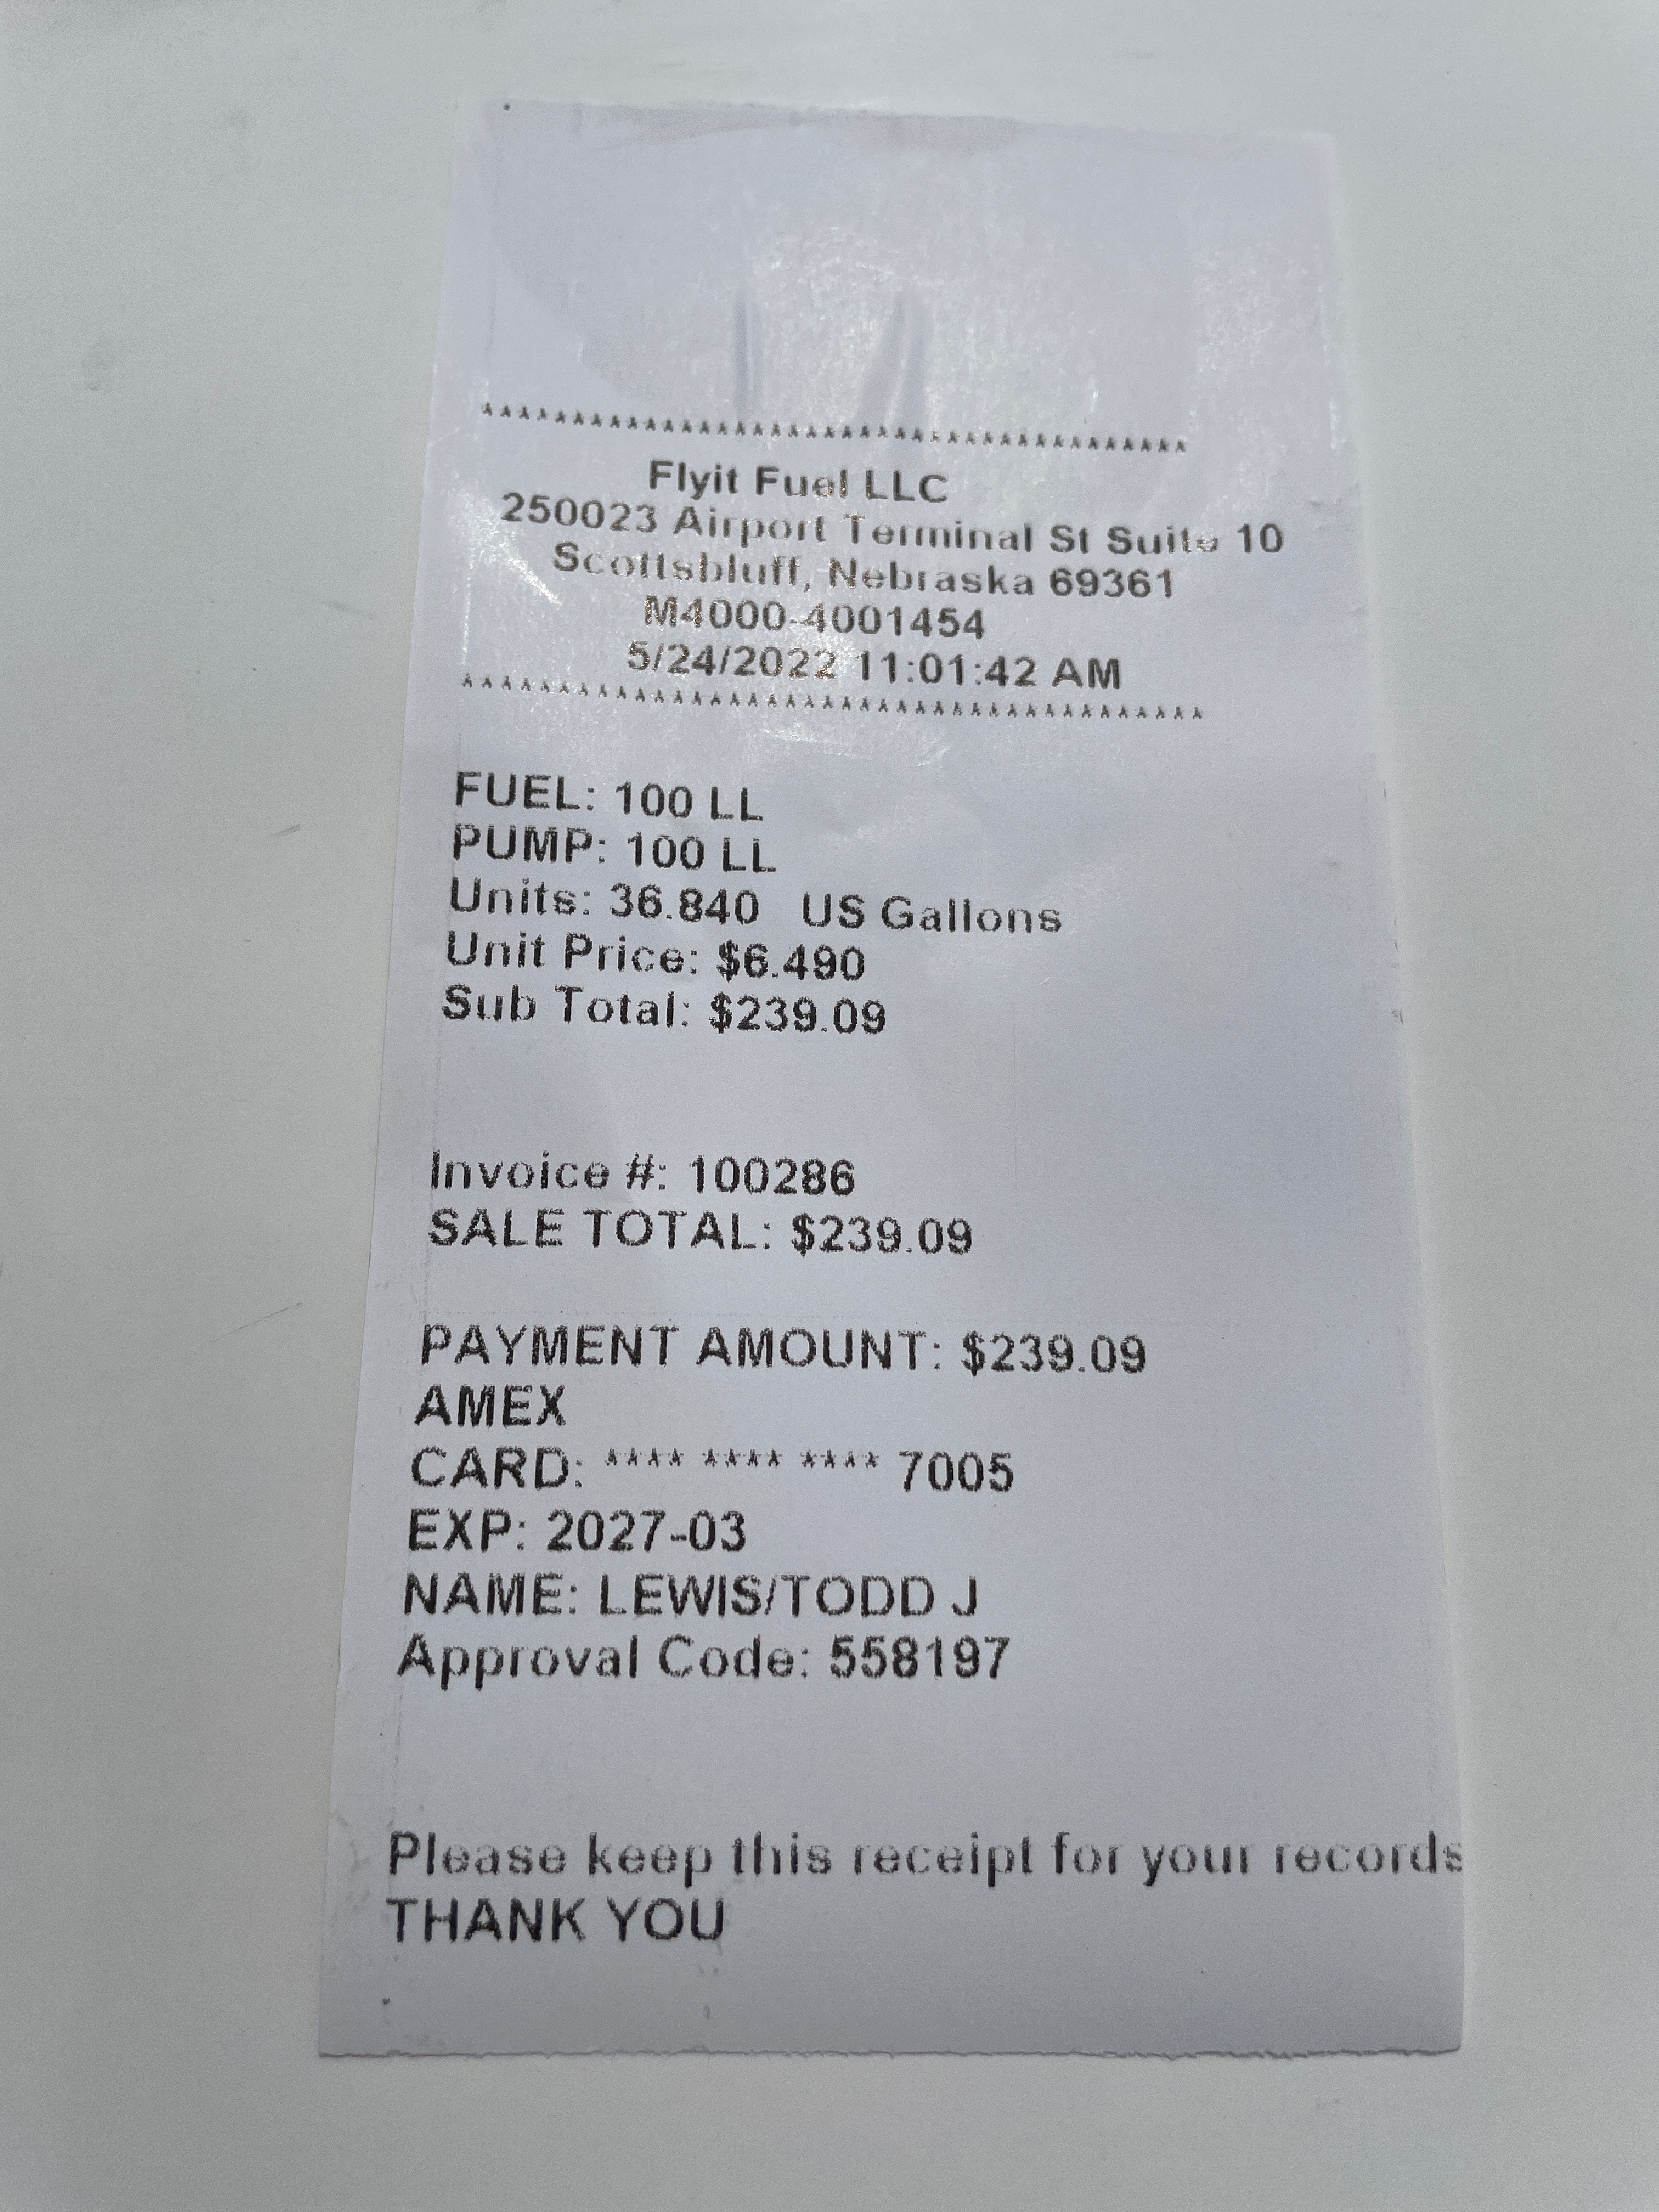 ***************************************
Flyit Fuel LLC
250023 Airport Terminal St Suite 10
Scottsbluff, Nebraska 69361
M4000-4001454
5/24/2022 11:01:42 AM
***************************************
FUEL: 100 LL
PUMP: 100 LL
Units: 36.840 US Gallons
Unit Price: $6.490
Sub Total: $239.09
Invoice #: 100286
SALE TOTAL: $239.09
PAYMENT AMOUNT: $239.09
AMEX
CARD: **** **** **** 7005
EXP: 2027-03
NAME: LEWIS/TODD J
Approval Code: 558197
Please keep this receipt for your records
THANK YOU